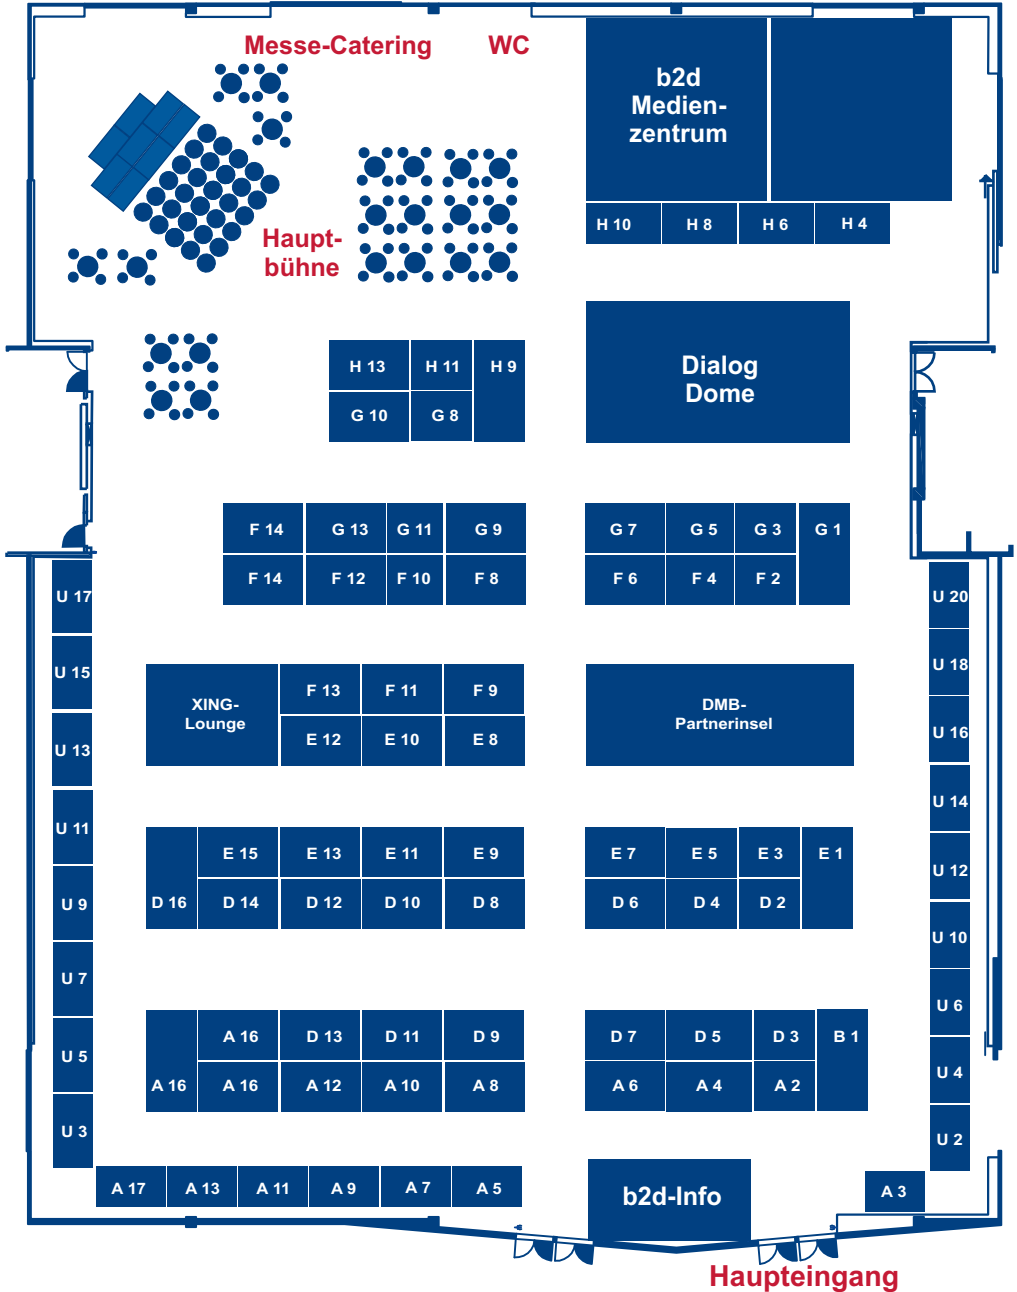 Messe-Catering
WC
b2d
Medien-
zentrum
H 10
H 8
H 6
H 4
Haupt-
bühne
H 13
H 11
H 9
G 10
G 8
Dialog
Dome
F 14
G 13
G 11
G 9
G 7
G 5
G 3
G 1
F 14
F 12
F 10
F 8
F 6
F 4
F 2
U 17
U 15
U 13
U 11
U 9
U 7
U 5
U 3
U 20
U 18
U 16
U 14
U 12
U 10
U 6
U 4
U 2
XING-
Lounge
F 13
F 11
F 9
E 12
E 10
E 8
DMB-
Partnerinsel
E 15
E 13
E 11
E 9
D 16
D 14
D 12
D 10
D 8
E 7
E 5
E 3
E 1
D 6
D 4
D 2
A 16
D 13
D 11
D 9
A 16
A 16
A 12
A 10
A 8
D 7
D 5
D 3
B 1
A 6
A 4
A 2
A 17
A 13
A 11
A 9
A 7
A 5
b2d-Info
A 3
Haupteingang